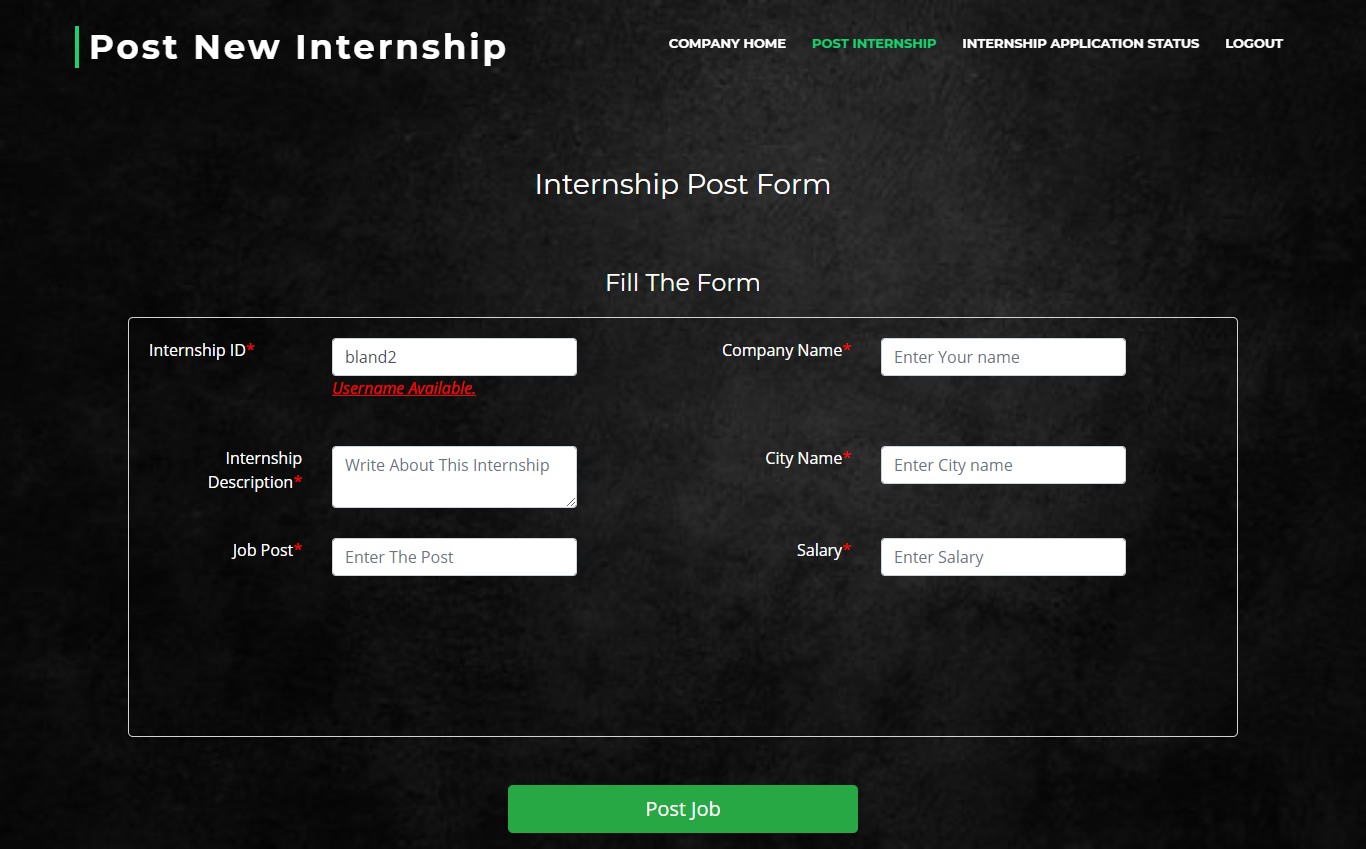 Post New Internship
COMPANY HOME POST INTERNSHIP INTERNSHIP APPLICATION STATUS LOGOUT
Internship Post Form
Fill The Form
Internship ID* bland2 Company Name* Enter Your name
Username Available.
Internship Description* Write About This Internship City Name* Enter City name
Job Post* Enter The Post Salary* Enter Salary
Post Job